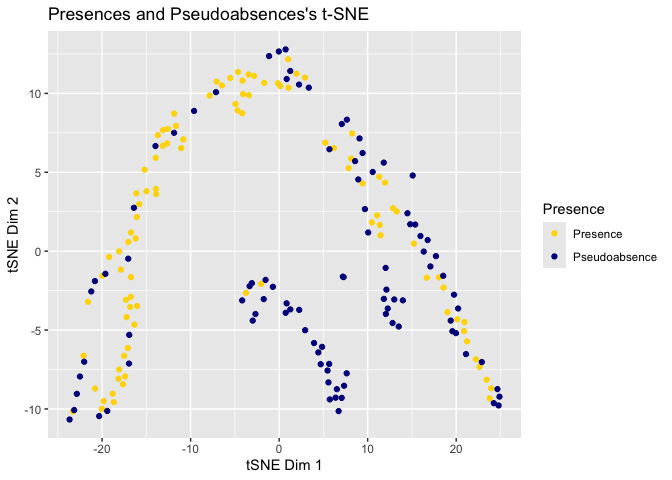 Presences and Pseudoabsences's t-SNE
10
5
0
-5
-10
tSNE Dim 2
-20
-10
0
10
20
tSNE Dim 1
Presence
Presence
Pseudoabsence